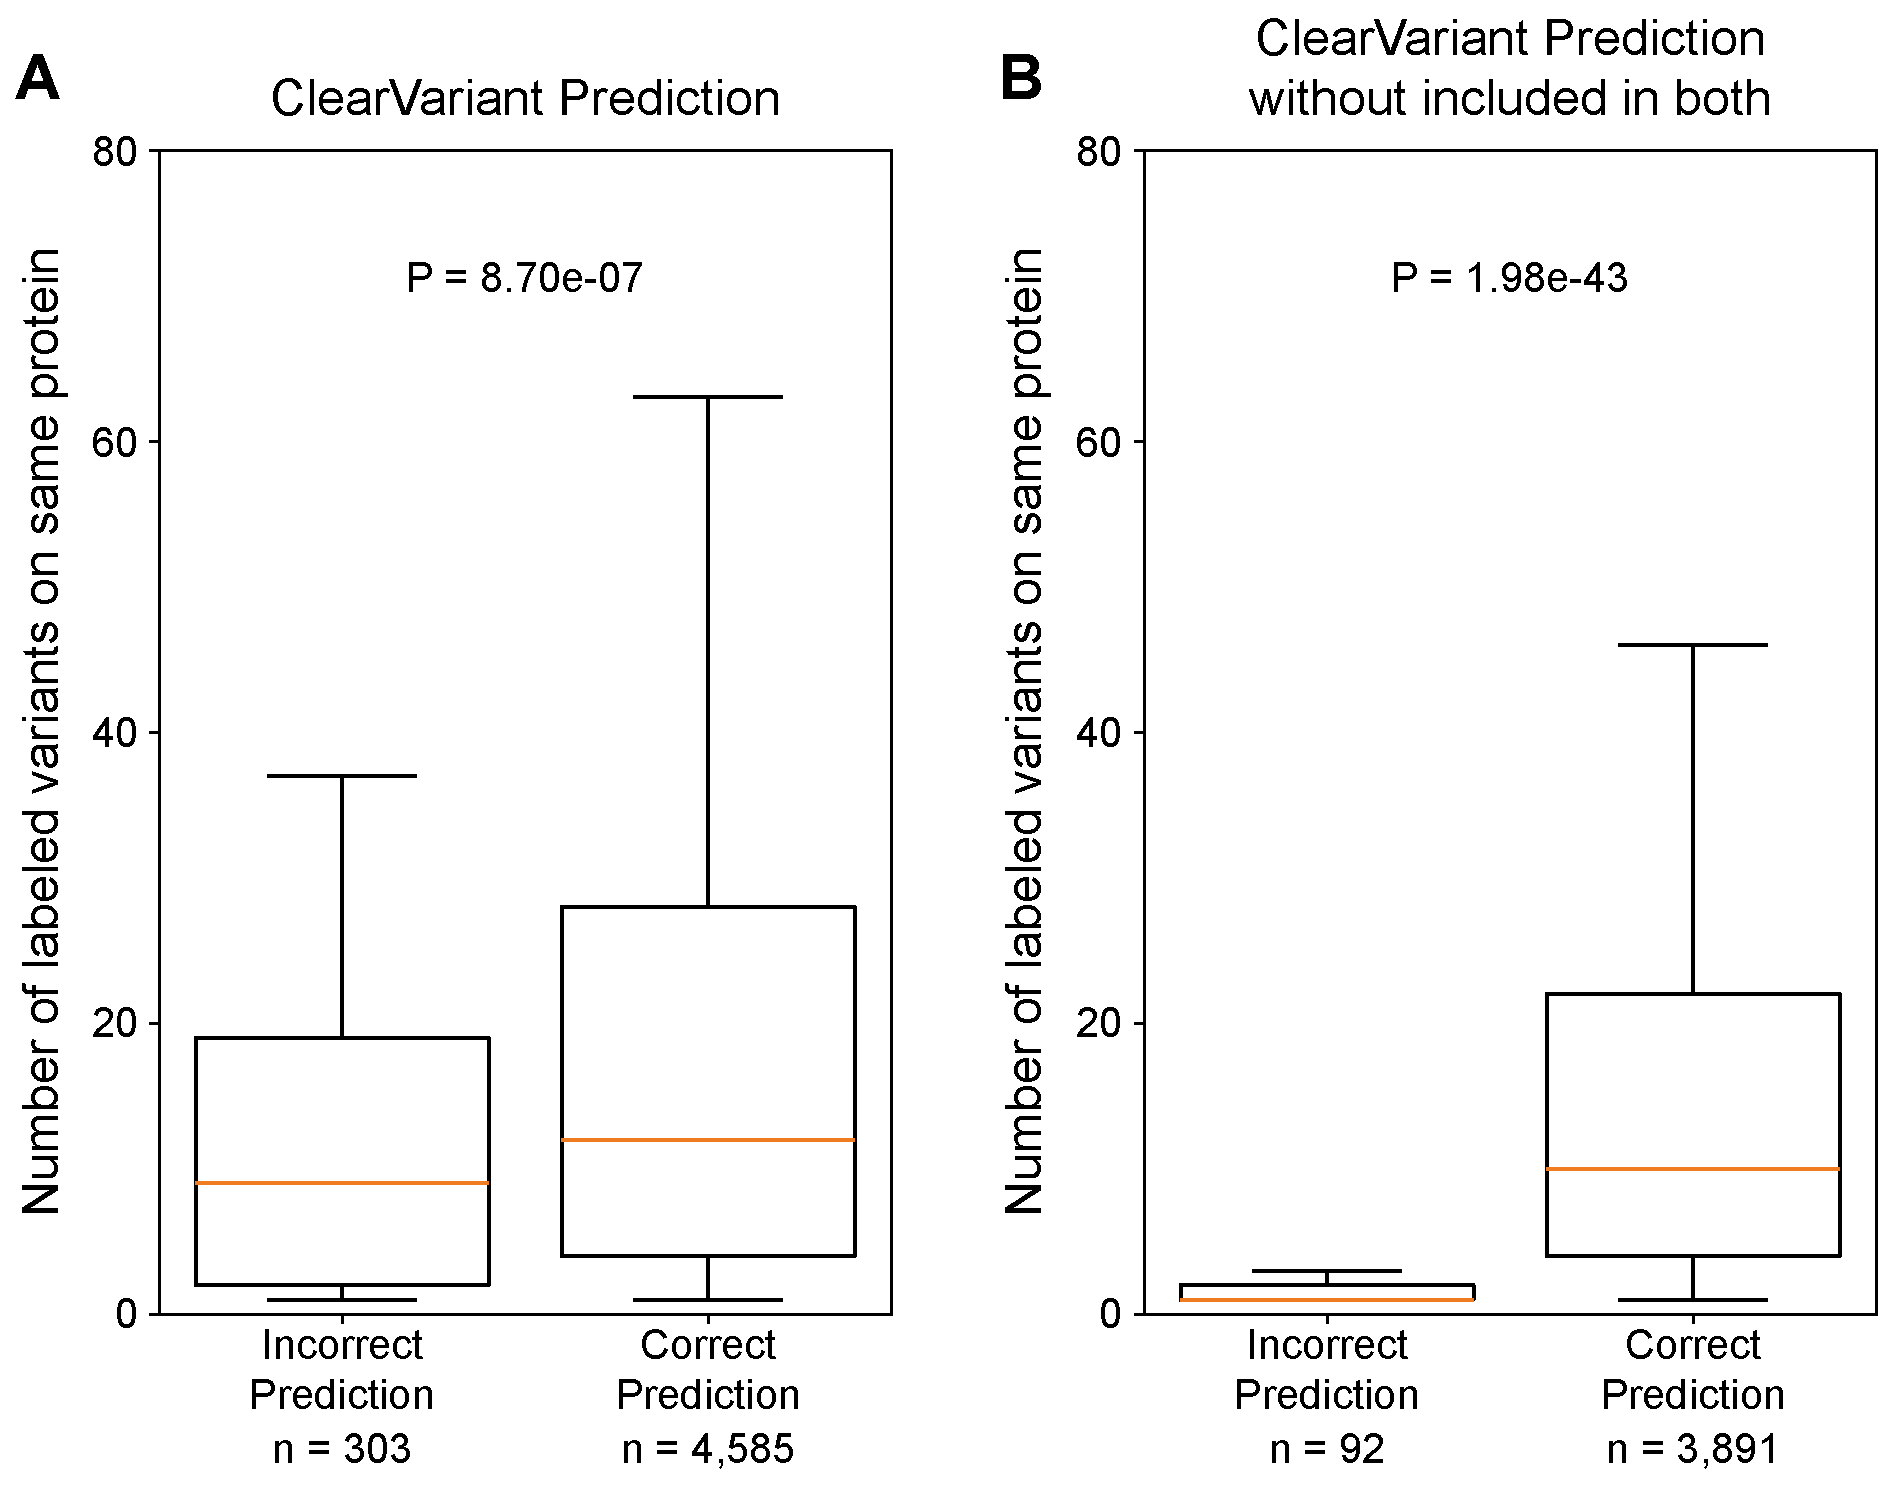 A
ClearVariant Prediction
Number of labeled variants on same protein
80
60
40
20
0
P = 8.70e-07
Incorrect
Prediction
n = 303
Correct
Prediction
n = 4,585
B
ClearVariant Prediction
without included in both
Number of labeled variants on same protein
80
60
40
20
0
P = 1.98e-43
Incorrect
Prediction
n = 92
Correct
Prediction
n = 3,891